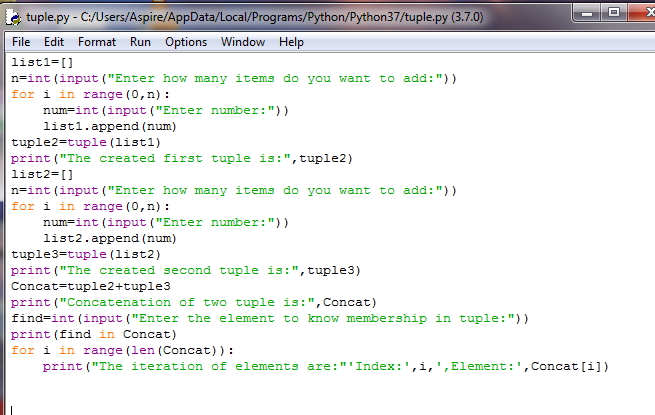 tuple.py - C:/Users/Aspire/AppData/Local/Programs/Python/Python37/tuple.py (3.7.0)
File Edit Format Run Options Window Help
list1=[]
n=int(input("Enter how many items do you want to add:"))
for i in range(0,n):
    num=int(input("Enter number:"))
    list1.append(num)
tuple2=tuple(list1)
print("The created first tuple is:",tuple2)
list2=[]
n=int(input("Enter how many items do you want to add:"))
for i in range(0,n):
    num=int(input("Enter number:"))
    list2.append(num)
tuple3=tuple(list2)
print("The created second tuple is:",tuple3)
Concat=tuple2+tuple3
print("Concatenation of two tuple is:",Concat)
find=int(input("Enter the element to know membership in tuple:"))
print(find in Concat)
for i in range(len(Concat)):
    print("The iteration of elements are:"'Index:',i,',Element:',Concat[i])